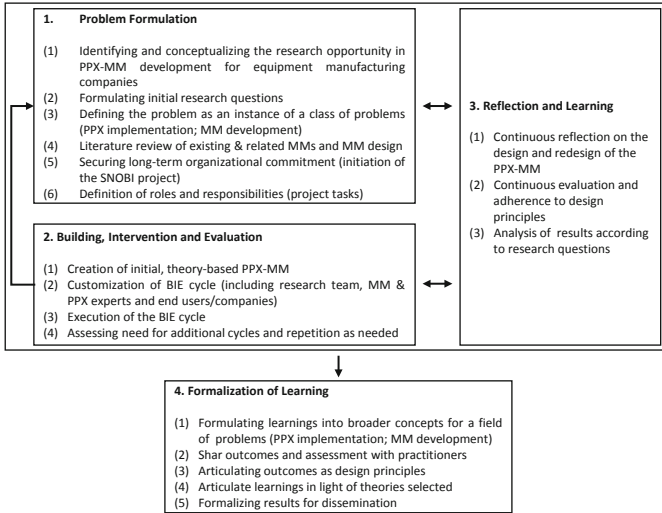 1. Problem Formulation
(1) Identifying and conceptualizing the research opportunity in
PPX-MM development for equipment manufacturing
companies
(2) Formulating initial research questions
(3) Defining the problem as an instance of a class of problems
(PPX implementation; MM development)
(4) Literature review of existing & related MMs and MM design
(5) Securing long-term organizational commitment (initiation of
the SNOBI project)
(6) Definition of roles and responsibilities (project tasks)
2. Building, Intervention and Evaluation
(1) Creation of initial, theory-based PPX-MM
(2) Customization of BIE cycle (including research team, MM &
PPX experts and end users/companies)
(3) Execution of the BIE cycle
(4) Assessing need for additional cycles and repetition as needed
3. Reflection and Learning
(1) Continuous reflection on the
design and redesign of the
PPX-MM
(2) Continuous evaluation and
adherence to design
principles
(3) Analysis of results according
to research questions
4. Formalization of Learning
(1) Formulating learnings into broader concepts for a field
of problems (PPX implementation; MM development)
(2) Shar outcomes and assessment with practitioners
(3) Articulating outcomes as design principles
(4) Articulate learnings in light of theories selected
(5) Formalizing results for dissemination